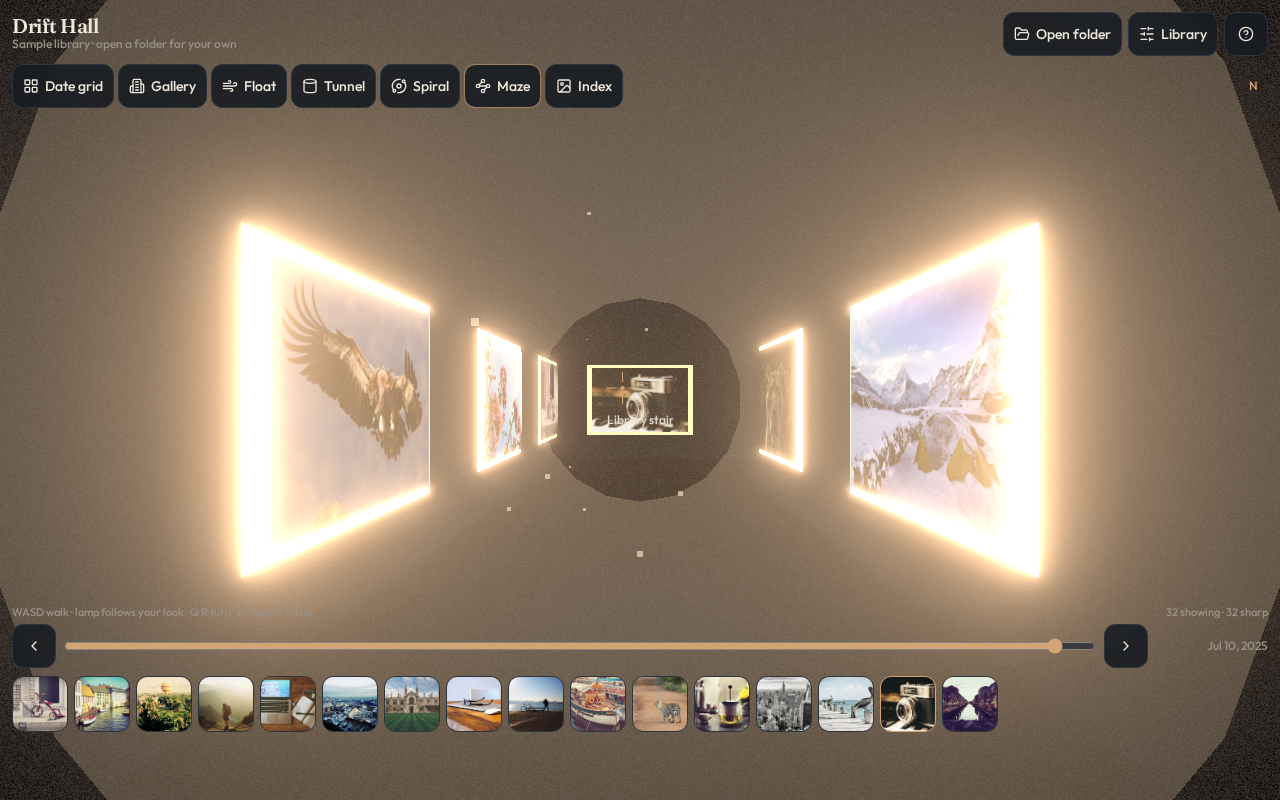 Drift Hall
Sample library · open a folder for your own
Open folder
Library
Date grid
Gallery
Float
Tunnel
Spiral
Maze
Index
N
Library stair
WASD walk · lamp follows your look · Q R turn ·
32 showing · 32 sharp
Jul 10, 2025